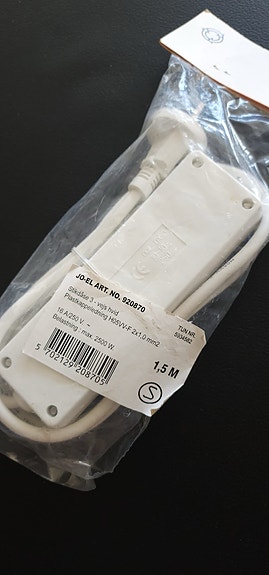 JO-EL ART. NO. 920870
Stikdåse 3 - vejs hvid
Plastkappeledning H05VV-F 2x1,0 mm2
16 A/250 V ~
Belastning : max. 2500 W.
TUN NR.
5934562
5 702129 208705
1,5 M
S